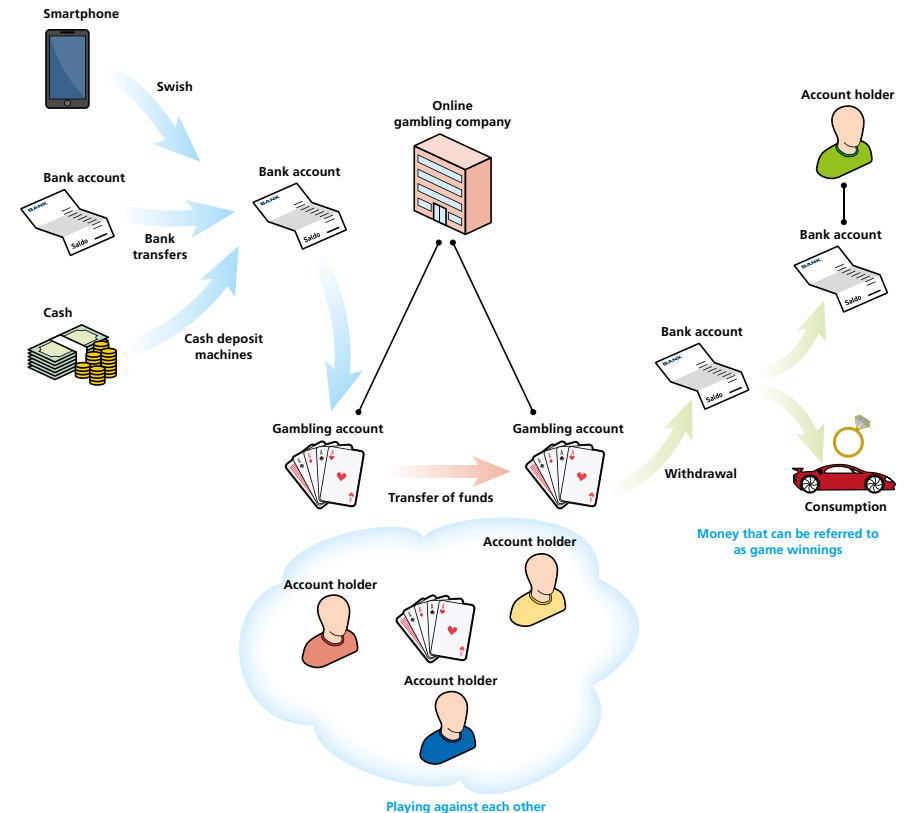 Smartphone
Swish
Online
gambling company
Account holder
Bank account
BANK
Saldo
Bank
transfers
Bank account
BANK
Saldo
Bank account
BANK
Saldo
Cash
Cash deposit
machines
Bank account
BANK
Saldo
Gambling account
Transfer of funds
Gambling account
Withdrawal
Consumption
Money that can be referred to
as game winnings
Account holder
Account holder
Account holder
Playing against each other